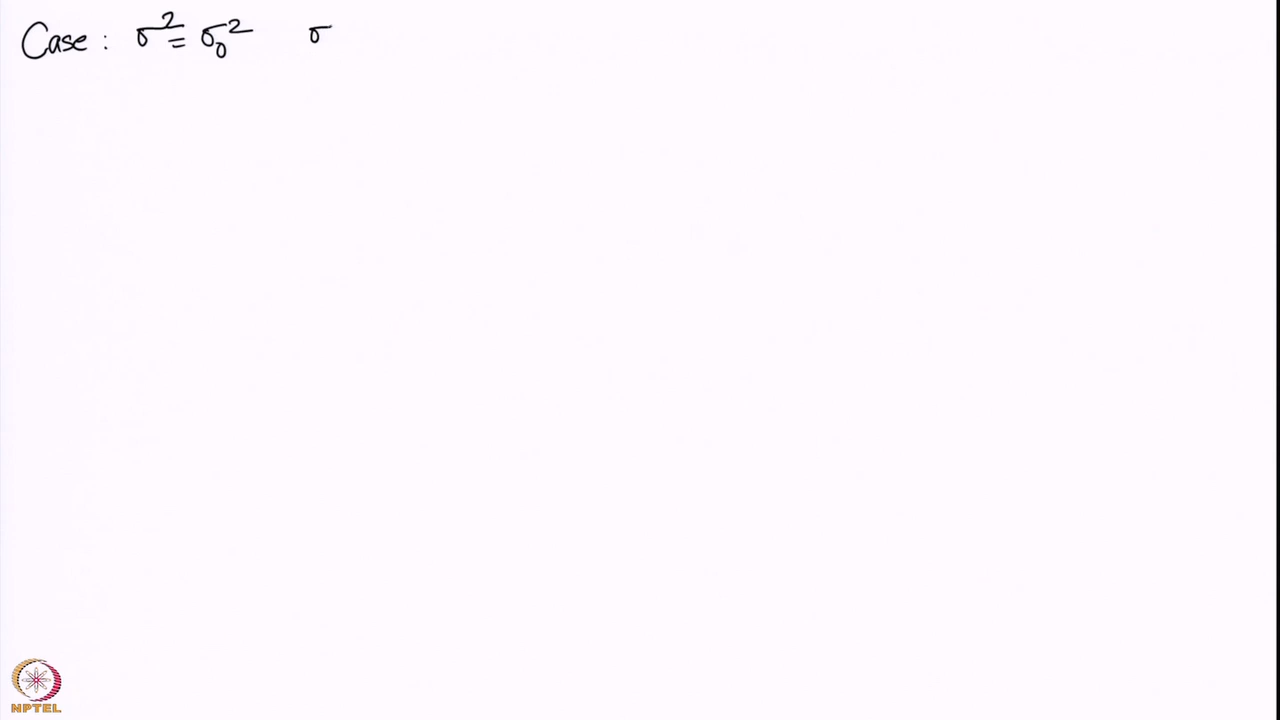 Case : σ² = σ₀² σ
NPTEL